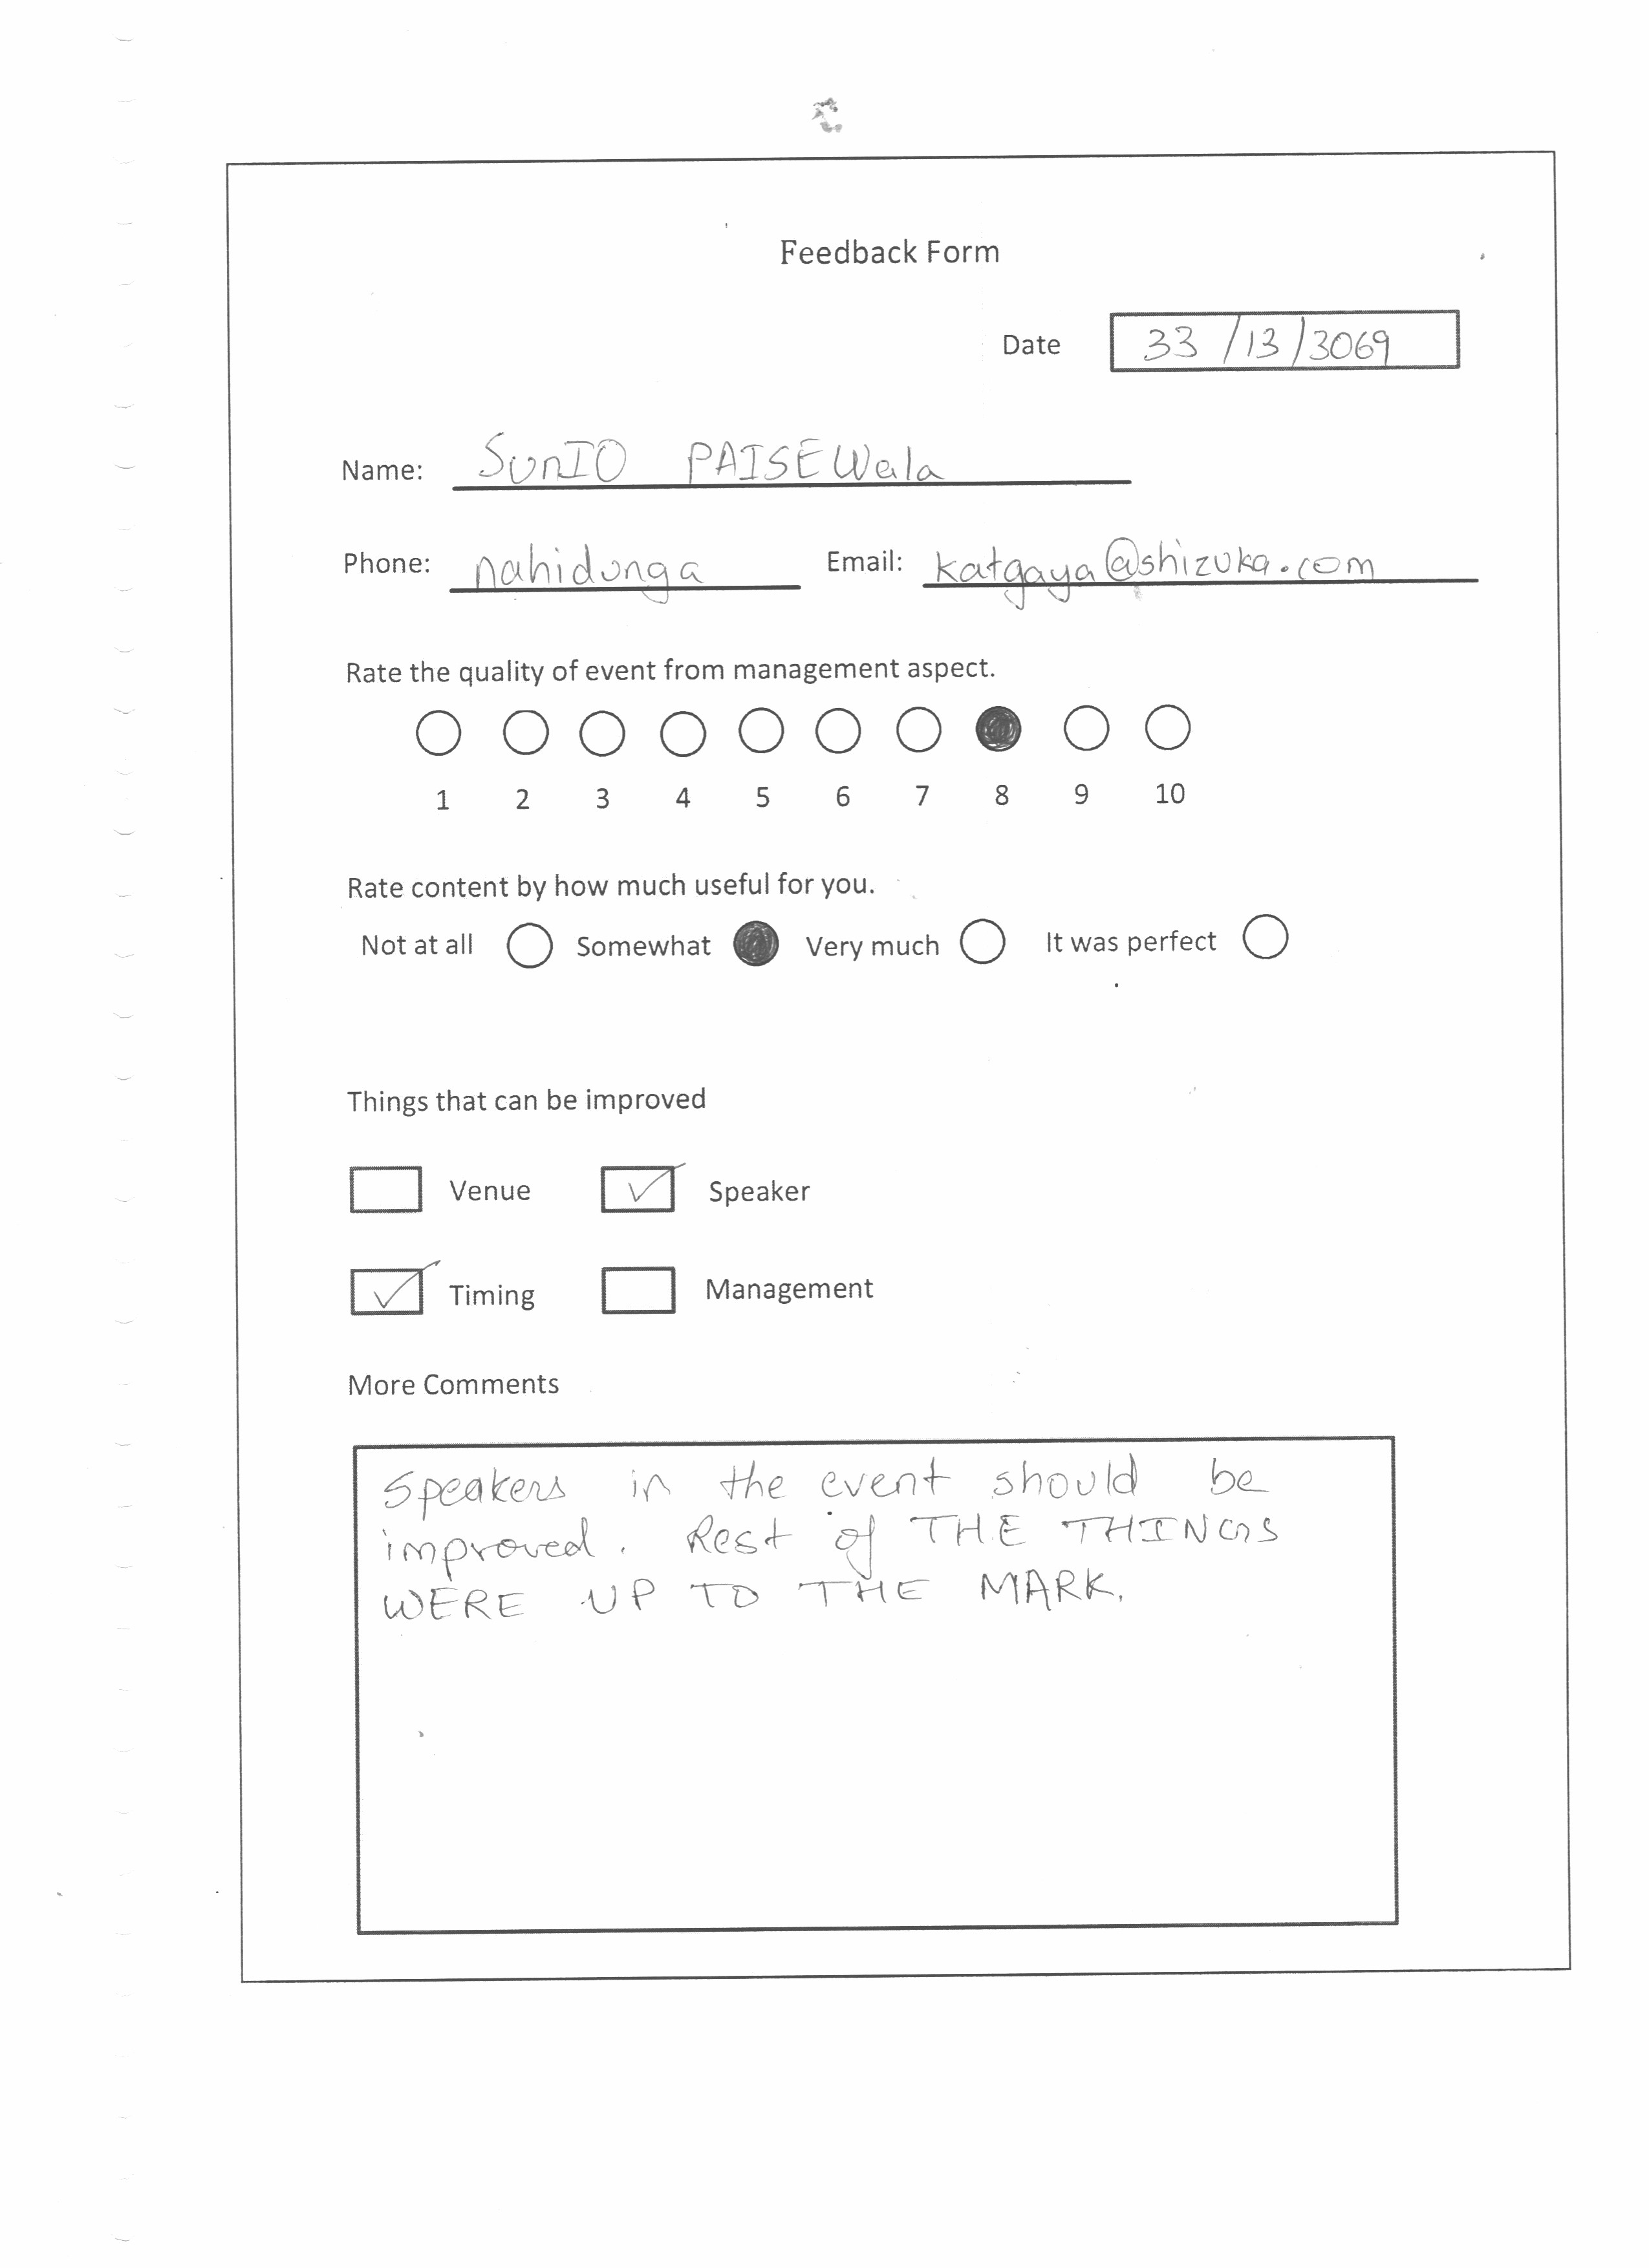 Feedback Form
Date 33/13/3069
Name: SunIO PAISEWala
Phone: nahidunga Email: katgaya@shizuka.com
Rate the quality of event from management aspect.
1 2 3 4 5 6 7 8 9 10
Rate content by how much useful for you.
Not at all Somewhat Very much It was perfect
Things that can be improved
Venue Speaker
Timing Management
More Comments
Speakers in the event should be
improved. Rest of THE THINGS
WERE UP TO THE MARK.